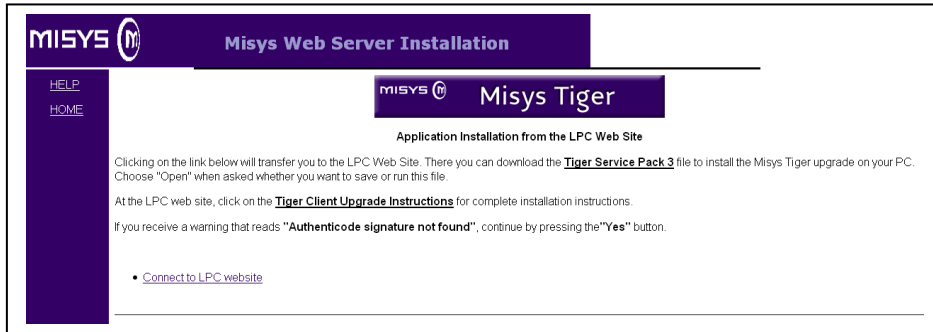 MISYS
Misys Web Server Installation
HELP
HOME
MISYS Misys Tiger
Application Installation from the LPC Web Site
Clicking on the link below will transfer you to the LPC Web Site. There you can download the Tiger Service Pack 3 file to install the Misys Tiger upgrade on your PC.
Choose "Open" when asked whether you want to save or run this file.
At the LPC web site, click on the Tiger Client Upgrade Instructions for complete installation instructions.
If you receive a warning that reads "Authenticode signature not found", continue by pressing the"Yes" button.
• Connect to LPC website